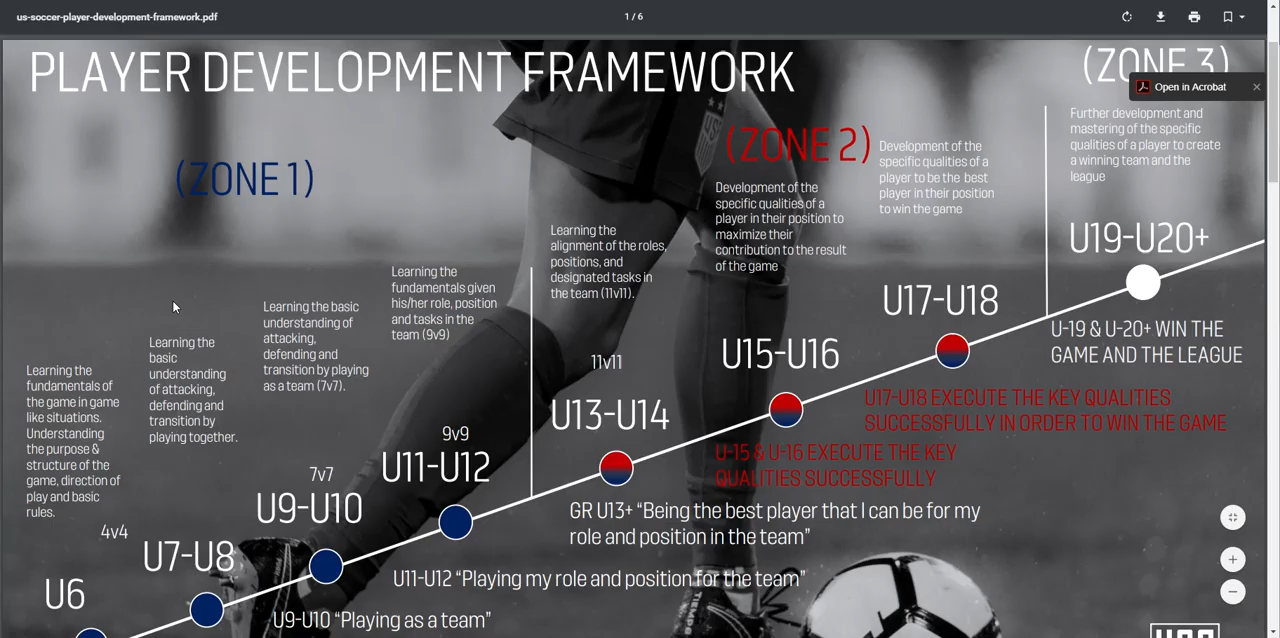 us-soccer-player-development-framework.pdf
1 / 6
PLAYER DEVELOPMENT FRAMEWORK
(ZONE 3)
Open in Acrobat
Further development and
mastering of the specific
qualities of a player to create
a winning team and the
league
(ZONE 2)
Development of the
specific qualities of a
player to be the best
player in their position
to win the game
(ZONE 1)
Development of the
specific qualities of a
player in their position to
maximize their
contribution to the result
of the game
Learning the
alignment of the roles,
positions, and
designated tasks in
the team (11v11).
Learning the
fundamentals given
his/her role, position
and tasks in the
team (9v9)
Learning the basic
understanding of
attacking,
defending and
transition by playing
as a team (7v7).
Learning the
basic
understanding
of attacking,
defending and
transition by
playing together.
Learning the
fundamentals of
the game in game
like situations.
Understanding
the purpose &
structure of the
game, direction of
play and basic
rules.
U19-U20+
U-19 & U-20+ WIN THE
GAME AND THE LEAGUE
U17-U18
U17-U18 EXECUTE THE KEY QUALITIES
SUCCESSFULLY IN ORDER TO WIN THE GAME
U15-U16
U-15 & U-16 EXECUTE THE KEY
QUALITIES SUCCESSFULLY
11v11
U13-U14
GR U13+ “Being the best player that I can be for my
role and position in the team”
9v9
U11-U12
U11-U12 “Playing my role and position for the team”
7v7
U9-U10
U9-U10 “Playing as a team”
4v4
U7-U8
U6